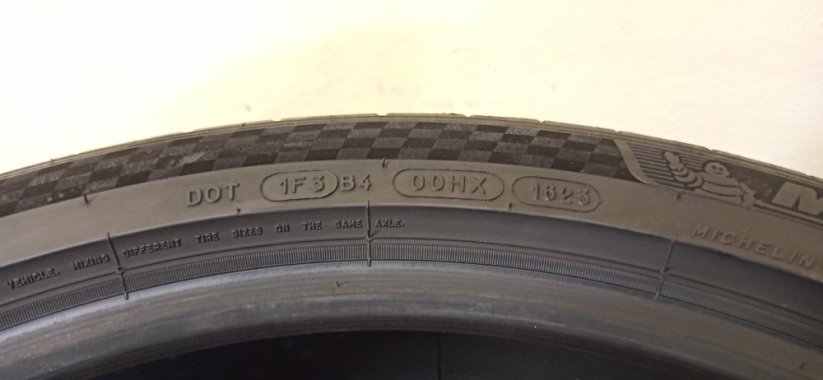 DOT 1F3 B4 00HX 1623
VEHICLE. MIXING DIFFERENT TIRE SIZES ON THE SAME AXLE.
MICHELIN